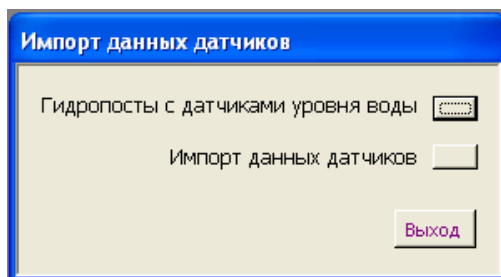 Импорт данных датчиков
Гидропосты с датчиками уровня воды
Импорт данных датчиков
Выход